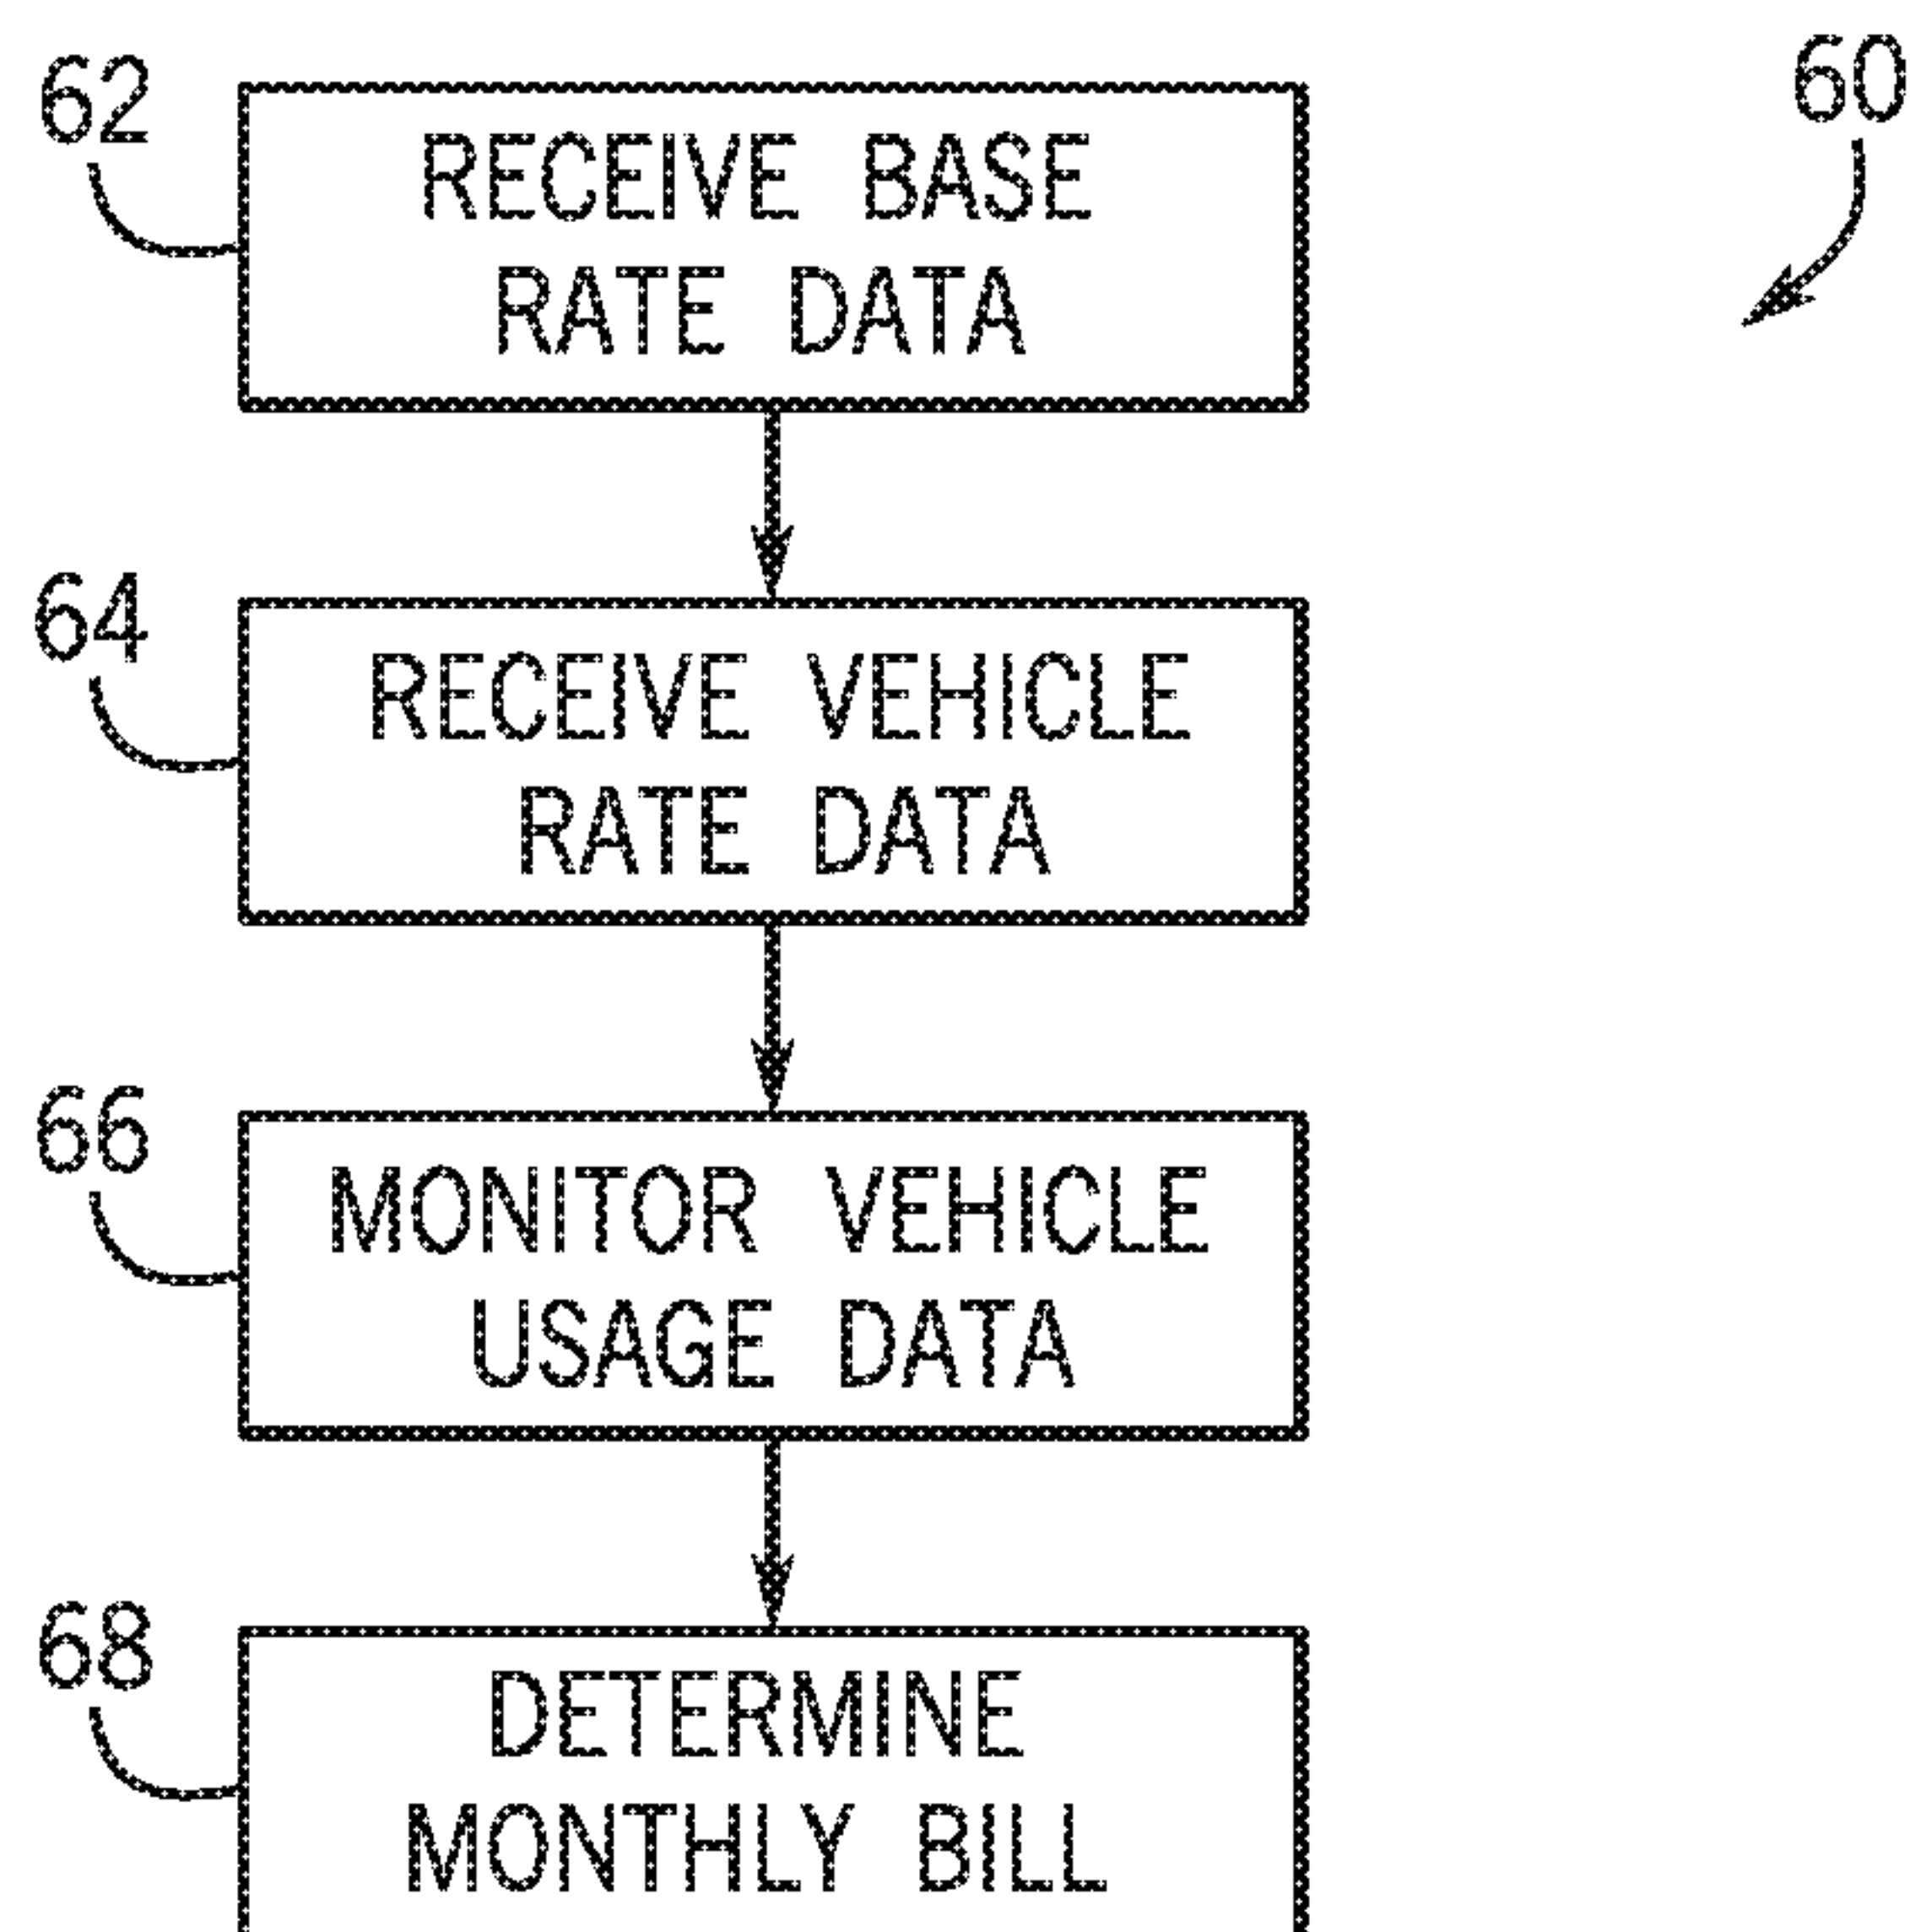 60
62
RECEIVE BASE
RATE DATA
64
RECEIVE VEHICLE
RATE DATA
66
MONITOR VEHICLE
USAGE DATA
68
DETERMINE
MONTHLY BILL